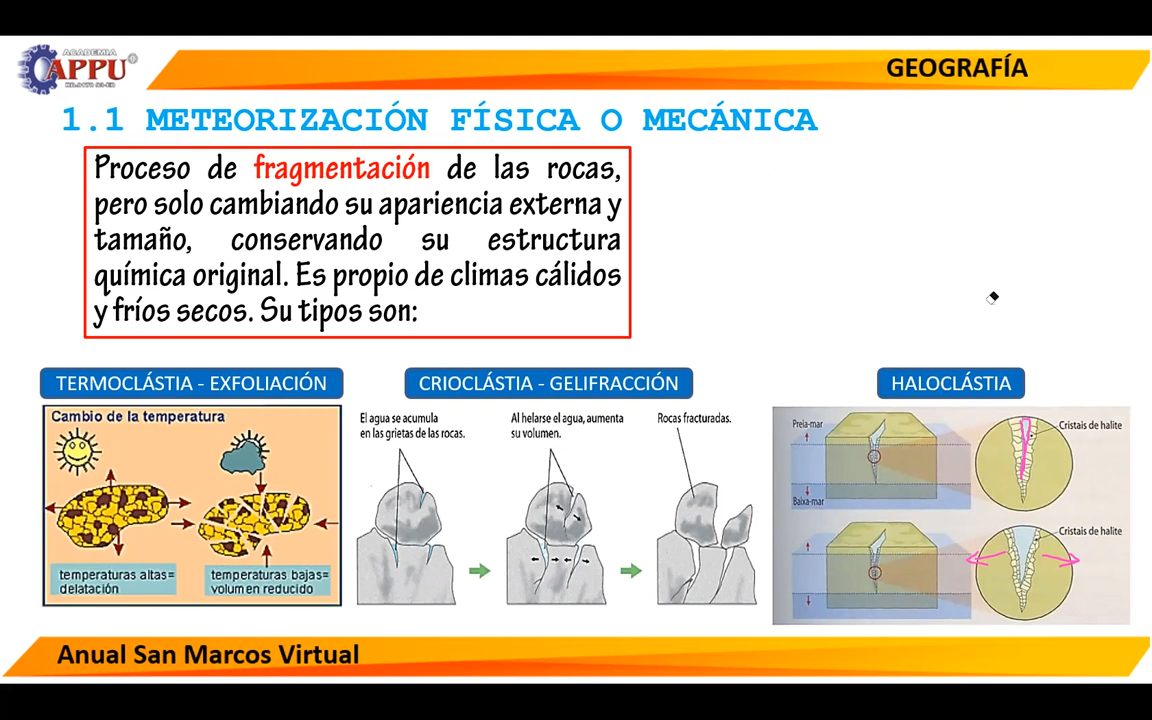 ACADEMIA
APPU
GEOGRAFÍA
1.1 METEORIZACIÓN FÍSICA O MECÁNICA
Proceso de fragmentación de las rocas,
pero solo cambiando su apariencia externa y
tamaño, conservando su estructura
química original. Es propio de climas cálidos
y fríos secos. Su tipos son:
TERMOCLÁSTIA - EXFOLIACIÓN
CRIOCLÁSTIA - GELIFRACCIÓN
HALOCLÁSTIA
Cambio de la temperatura
temperaturas altas=
delatación
temperaturas bajas=
volumen reducido
El agua se acumula
en las grietas de las rocas.
Al helarse el agua, aumenta
su volumen.
Rocas fracturadas.
Preia-mar
Baixa-mar
Cristais de halite
Cristais de halite
Anual San Marcos Virtual